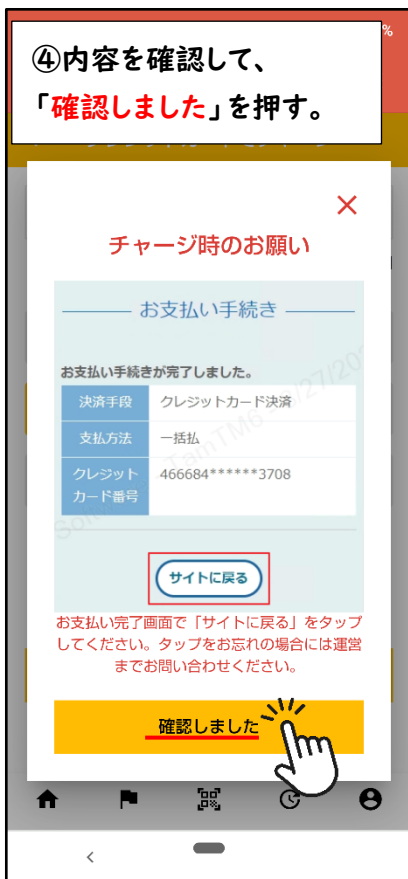 %
④内容を確認して、
「確認しました」を押す。
×
チャージ時のお願い
お支払い手続き
お支払い手続きが完了しました。
決済手段 クレジットカード決済
支払方法 一括払
クレジット 466684******3708
カード番号
サイトに戻る
お支払い完了画面で「サイトに戻る」をタップ
してください。タップをお忘れの場合には運営
までお問い合わせください。
確認しました